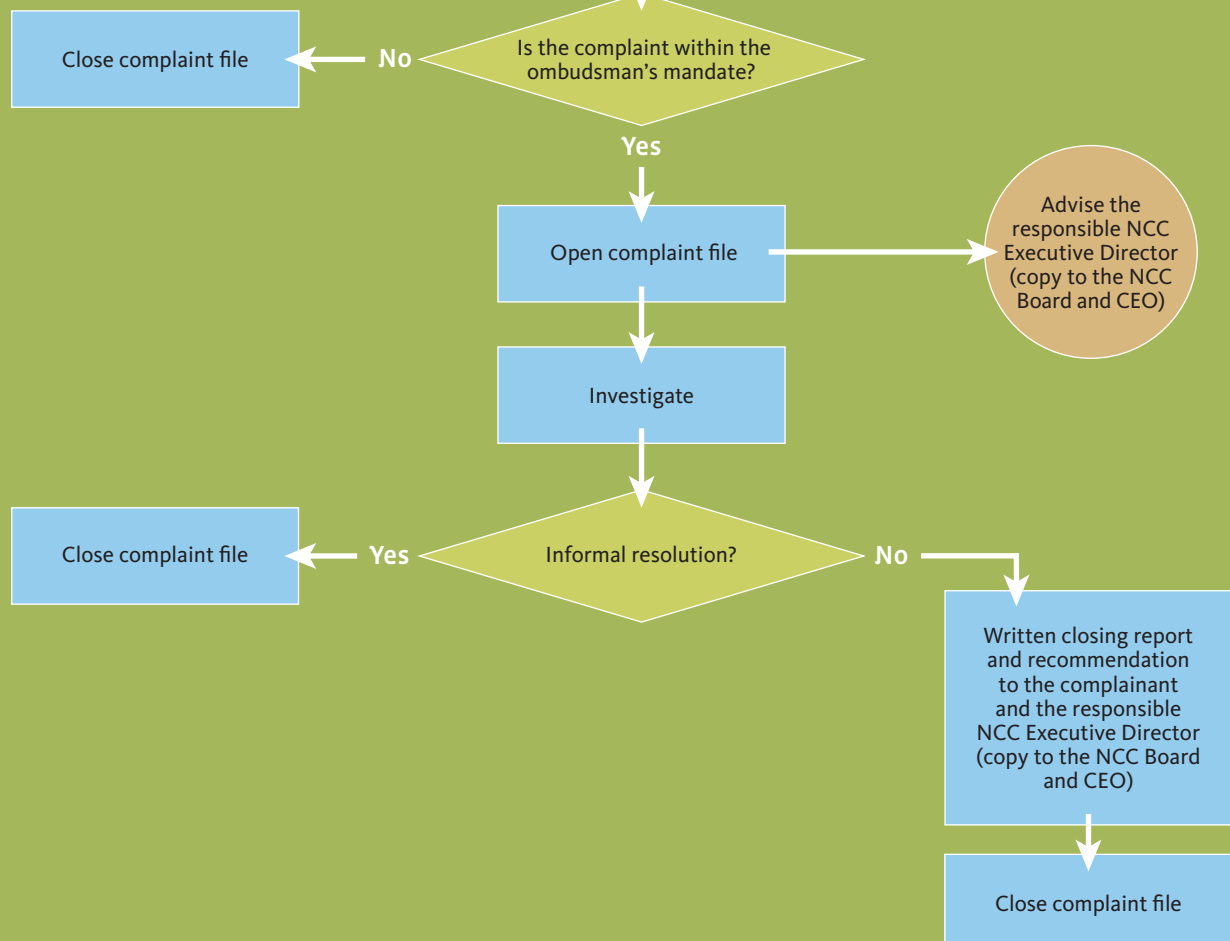 Close complaint file
No
Is the complaint within the
ombudsman's mandate?
Yes
Open complaint file
Advise the
responsible NCC
Executive Director
(copy to the NCC
Board and CEO)
Investigate
Close complaint file
Yes
Informal resolution?
No
Written closing report
and recommendation
to the complainant
and the responsible
NCC Executive Director
(copy to the NCC Board
and CEO)
Close complaint file